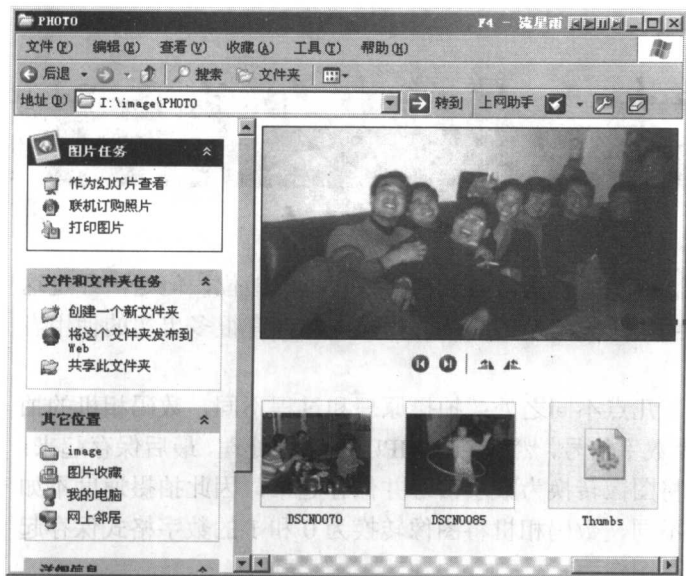 PHOTO F4 - 流星雨
文件(F) 编辑(E) 查看(V) 收藏(A) 工具(T) 帮助(H)
后退 搜索 文件夹
地址(D) I:\image\PHOTO 转到 上网助手
图片任务
作为幻灯片查看
联机订购照片
打印图片
文件和文件夹任务
创建一个新文件夹
将这个文件夹发布到
Web
共享此文件夹
其它位置
image
图片收藏
我的电脑
网上邻居
详细信息
DSCN0070 DSCN0085 Thumbs